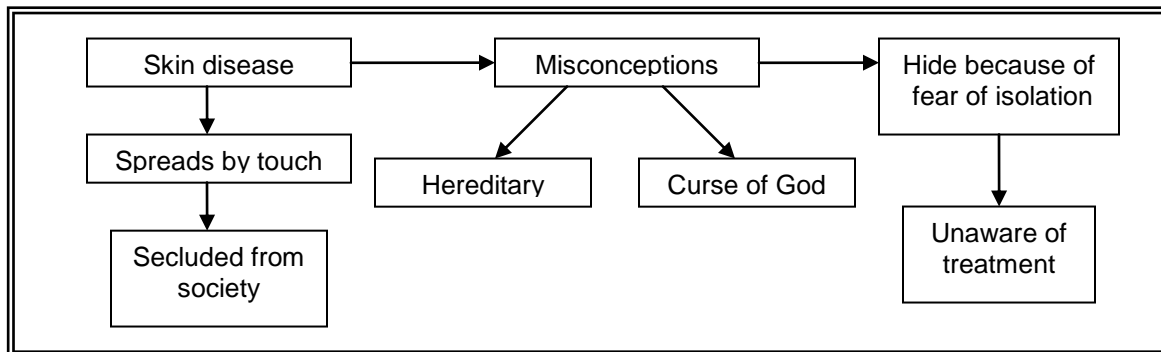 Skin disease
Misconceptions
Hide because of
fear of isolation
Spreads by touch
Hereditary
Curse of God
Secluded from
society
Unaware of
treatment